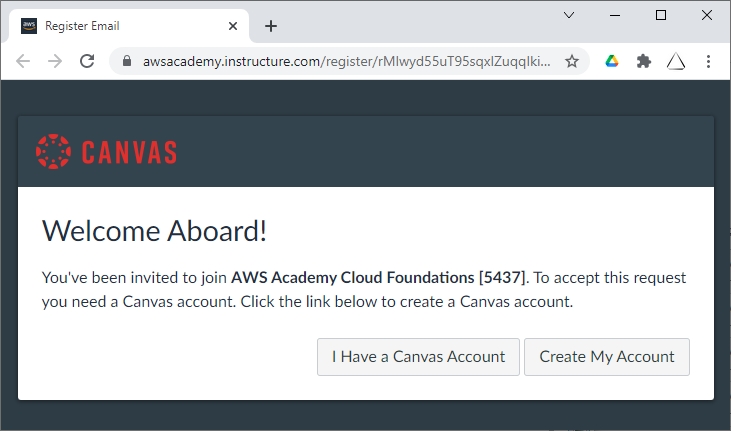 aws
Register Email
awsacademy.instructure.com/register/rMlwyd55uT95sqxlZuqqlki...
CANVAS
Welcome Aboard!
You've been invited to join AWS Academy Cloud Foundations [5437]. To accept this request
you need a Canvas account. Click the link below to create a Canvas account.
I Have a Canvas Account
Create My Account